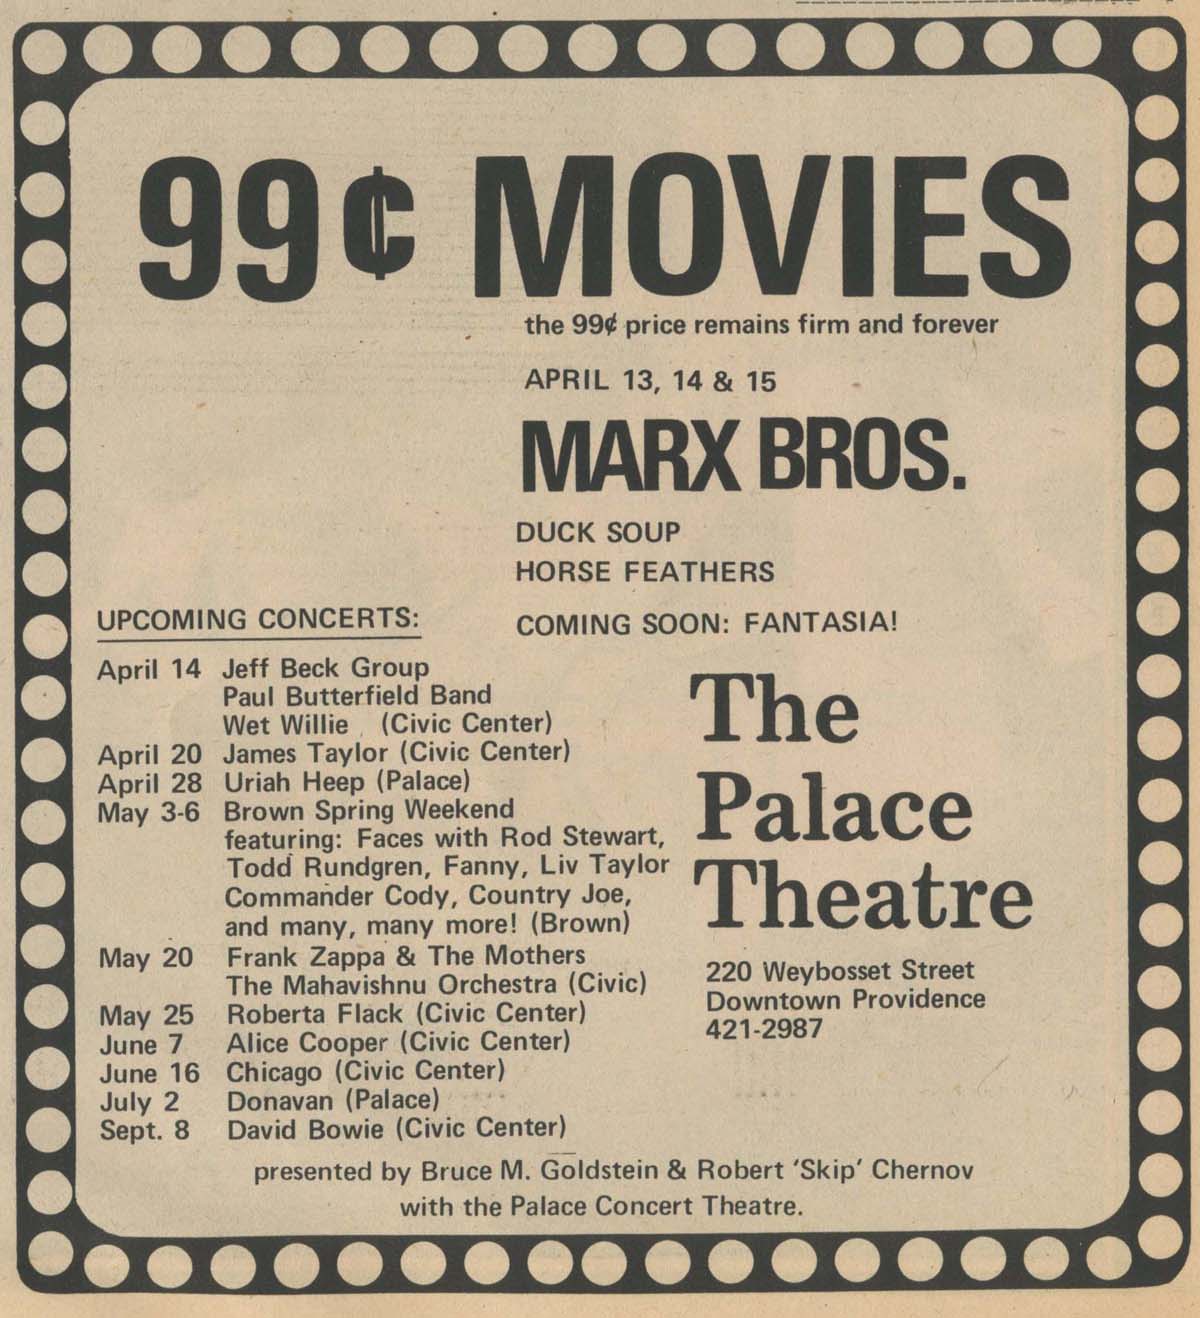 99¢ MOVIES
the 99¢ price remains firm and forever
APRIL 13, 14 & 15
MARX BROS.
DUCK SOUP
HORSE FEATHERS
COMING SOON: FANTASIA!
UPCOMING CONCERTS:
April 14 Jeff Beck Group
Paul Butterfield Band
Wet Willie (Civic Center)
April 20 James Taylor (Civic Center)
April 28 Uriah Heep (Palace)
May 3-6 Brown Spring Weekend
featuring: Faces with Rod Stewart,
Todd Rundgren, Fanny, Liv Taylor
Commander Cody, Country Joe,
and many, many more! (Brown)
May 20 Frank Zappa & The Mothers
The Mahavishnu Orchestra (Civic)
May 25 Roberta Flack (Civic Center)
June 7 Alice Cooper (Civic Center)
June 16 Chicago (Civic Center)
July 2 Donavan (Palace)
Sept. 8 David Bowie (Civic Center)
The
Palace
Theatre
220 Weybosset Street
Downtown Providence
421-2987
presented by Bruce M. Goldstein & Robert ‘Skip’ Chernov
with the Palace Concert Theatre.